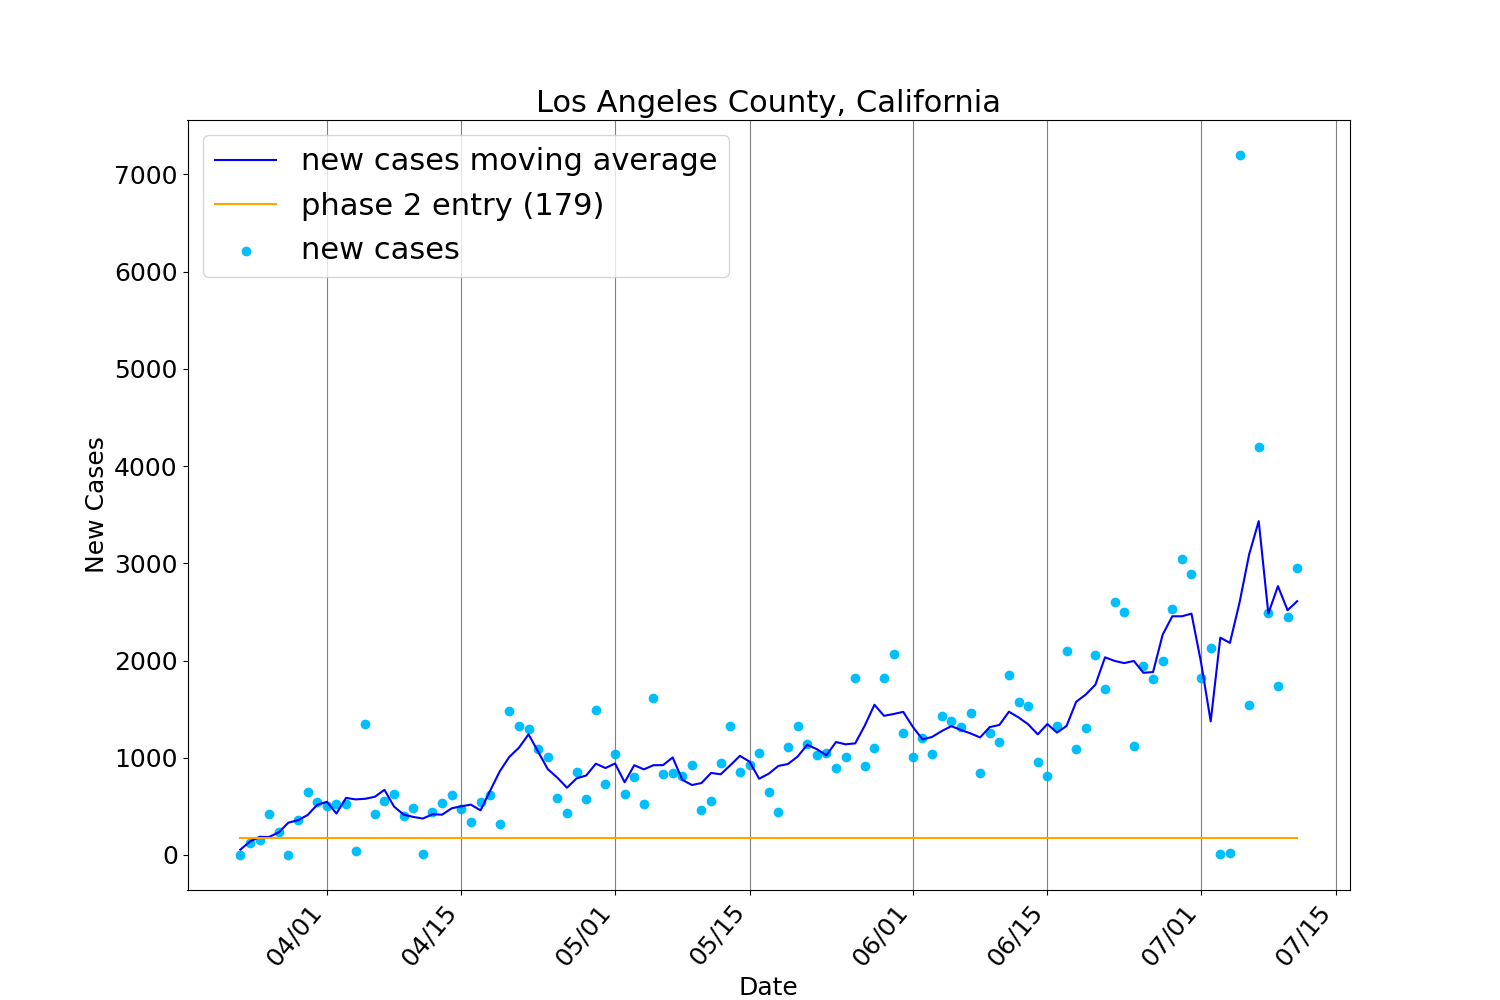 Los Angeles County, California
new cases moving average
phase 2 entry (179)
new cases
7000
6000
5000
4000
3000
2000
1000
0
New Cases
04/01
04/15
05/01
05/15
06/01
06/15
07/01
07/15
Date